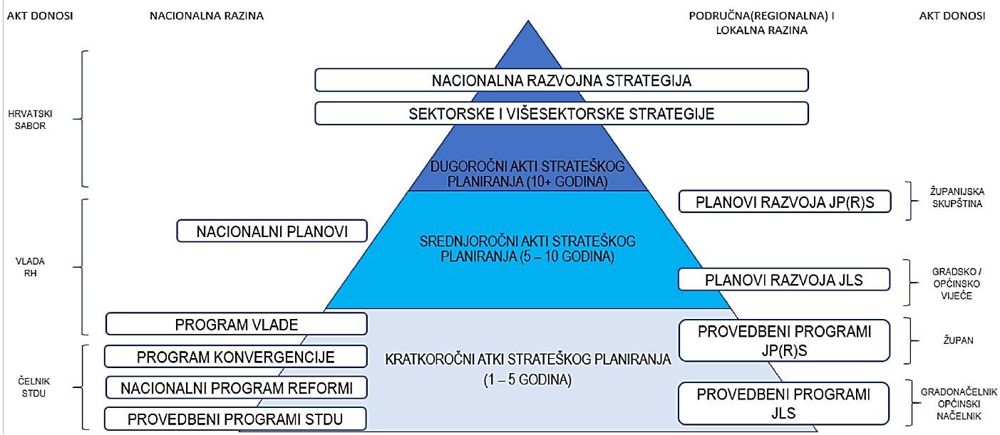 AKT DONOSI
NACIONALNA RAZINA
PODRUČNA(REGIONALNA) I
LOKALNA RAZINA
AKT DONOSI
NACIONALNA RAZVOJNA STRATEGIJA
SEKTORSKE I VIŠESEKTORSKE STRATEGIJE
HRVATSKI
SABOR
DUGOROČNI AKTI STRATEŠKOG
PLANIRANJA (10+ GODINA)
PLANOVI RAZVOJA JP(R)S
ŽUPANIJSKA
SKUPŠTINA
NACIONALNI PLANOVI
SREDNJOROČNI AKTI STRATEŠKOG
PLANIRANJA (5 – 10 GODINA)
VLADA
RH
PLANOVI RAZVOJA JLS
GRADSKO /
OPĆINSKO
VIJEĆE
PROGRAM VLADE
PROVEDBENI PROGRAMI
JP(R)S
ŽUPAN
PROGRAM KONVERGENCIJE
KRATKOROČNI ATKI STRATEŠKOG PLANIRANJA
(1 – 5 GODINA)
ČELNIK
STDU
NACIONALNI PROGRAM REFORMI
PROVEDBENI PROGRAMI STDU
PROVEDBENI PROGRAMI
JLS
GRADONAČELNIK
OPĆINSKI
NAČELNIK